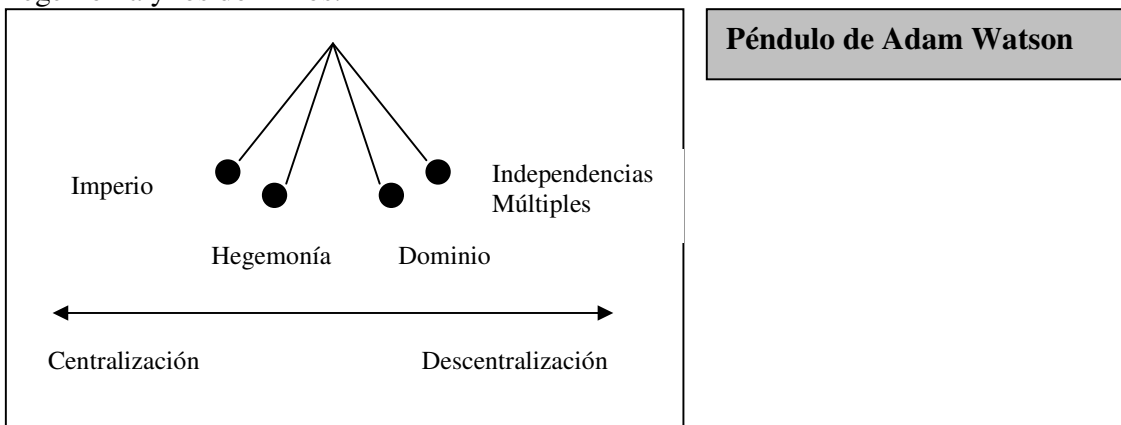 Péndulo de Adam Watson
Imperio
Independencias
Múltiples
Hegemonía
Dominio
Centralización
Descentralización